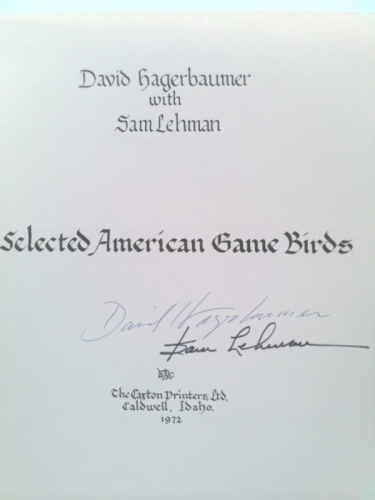 David Hagerbaumer
with
Sam Lehman
Selected American Game Birds
David Hagerbaumer
Sam Lehman
The Caxton Printers, Ltd.
Caldwell, Idaho.
1972